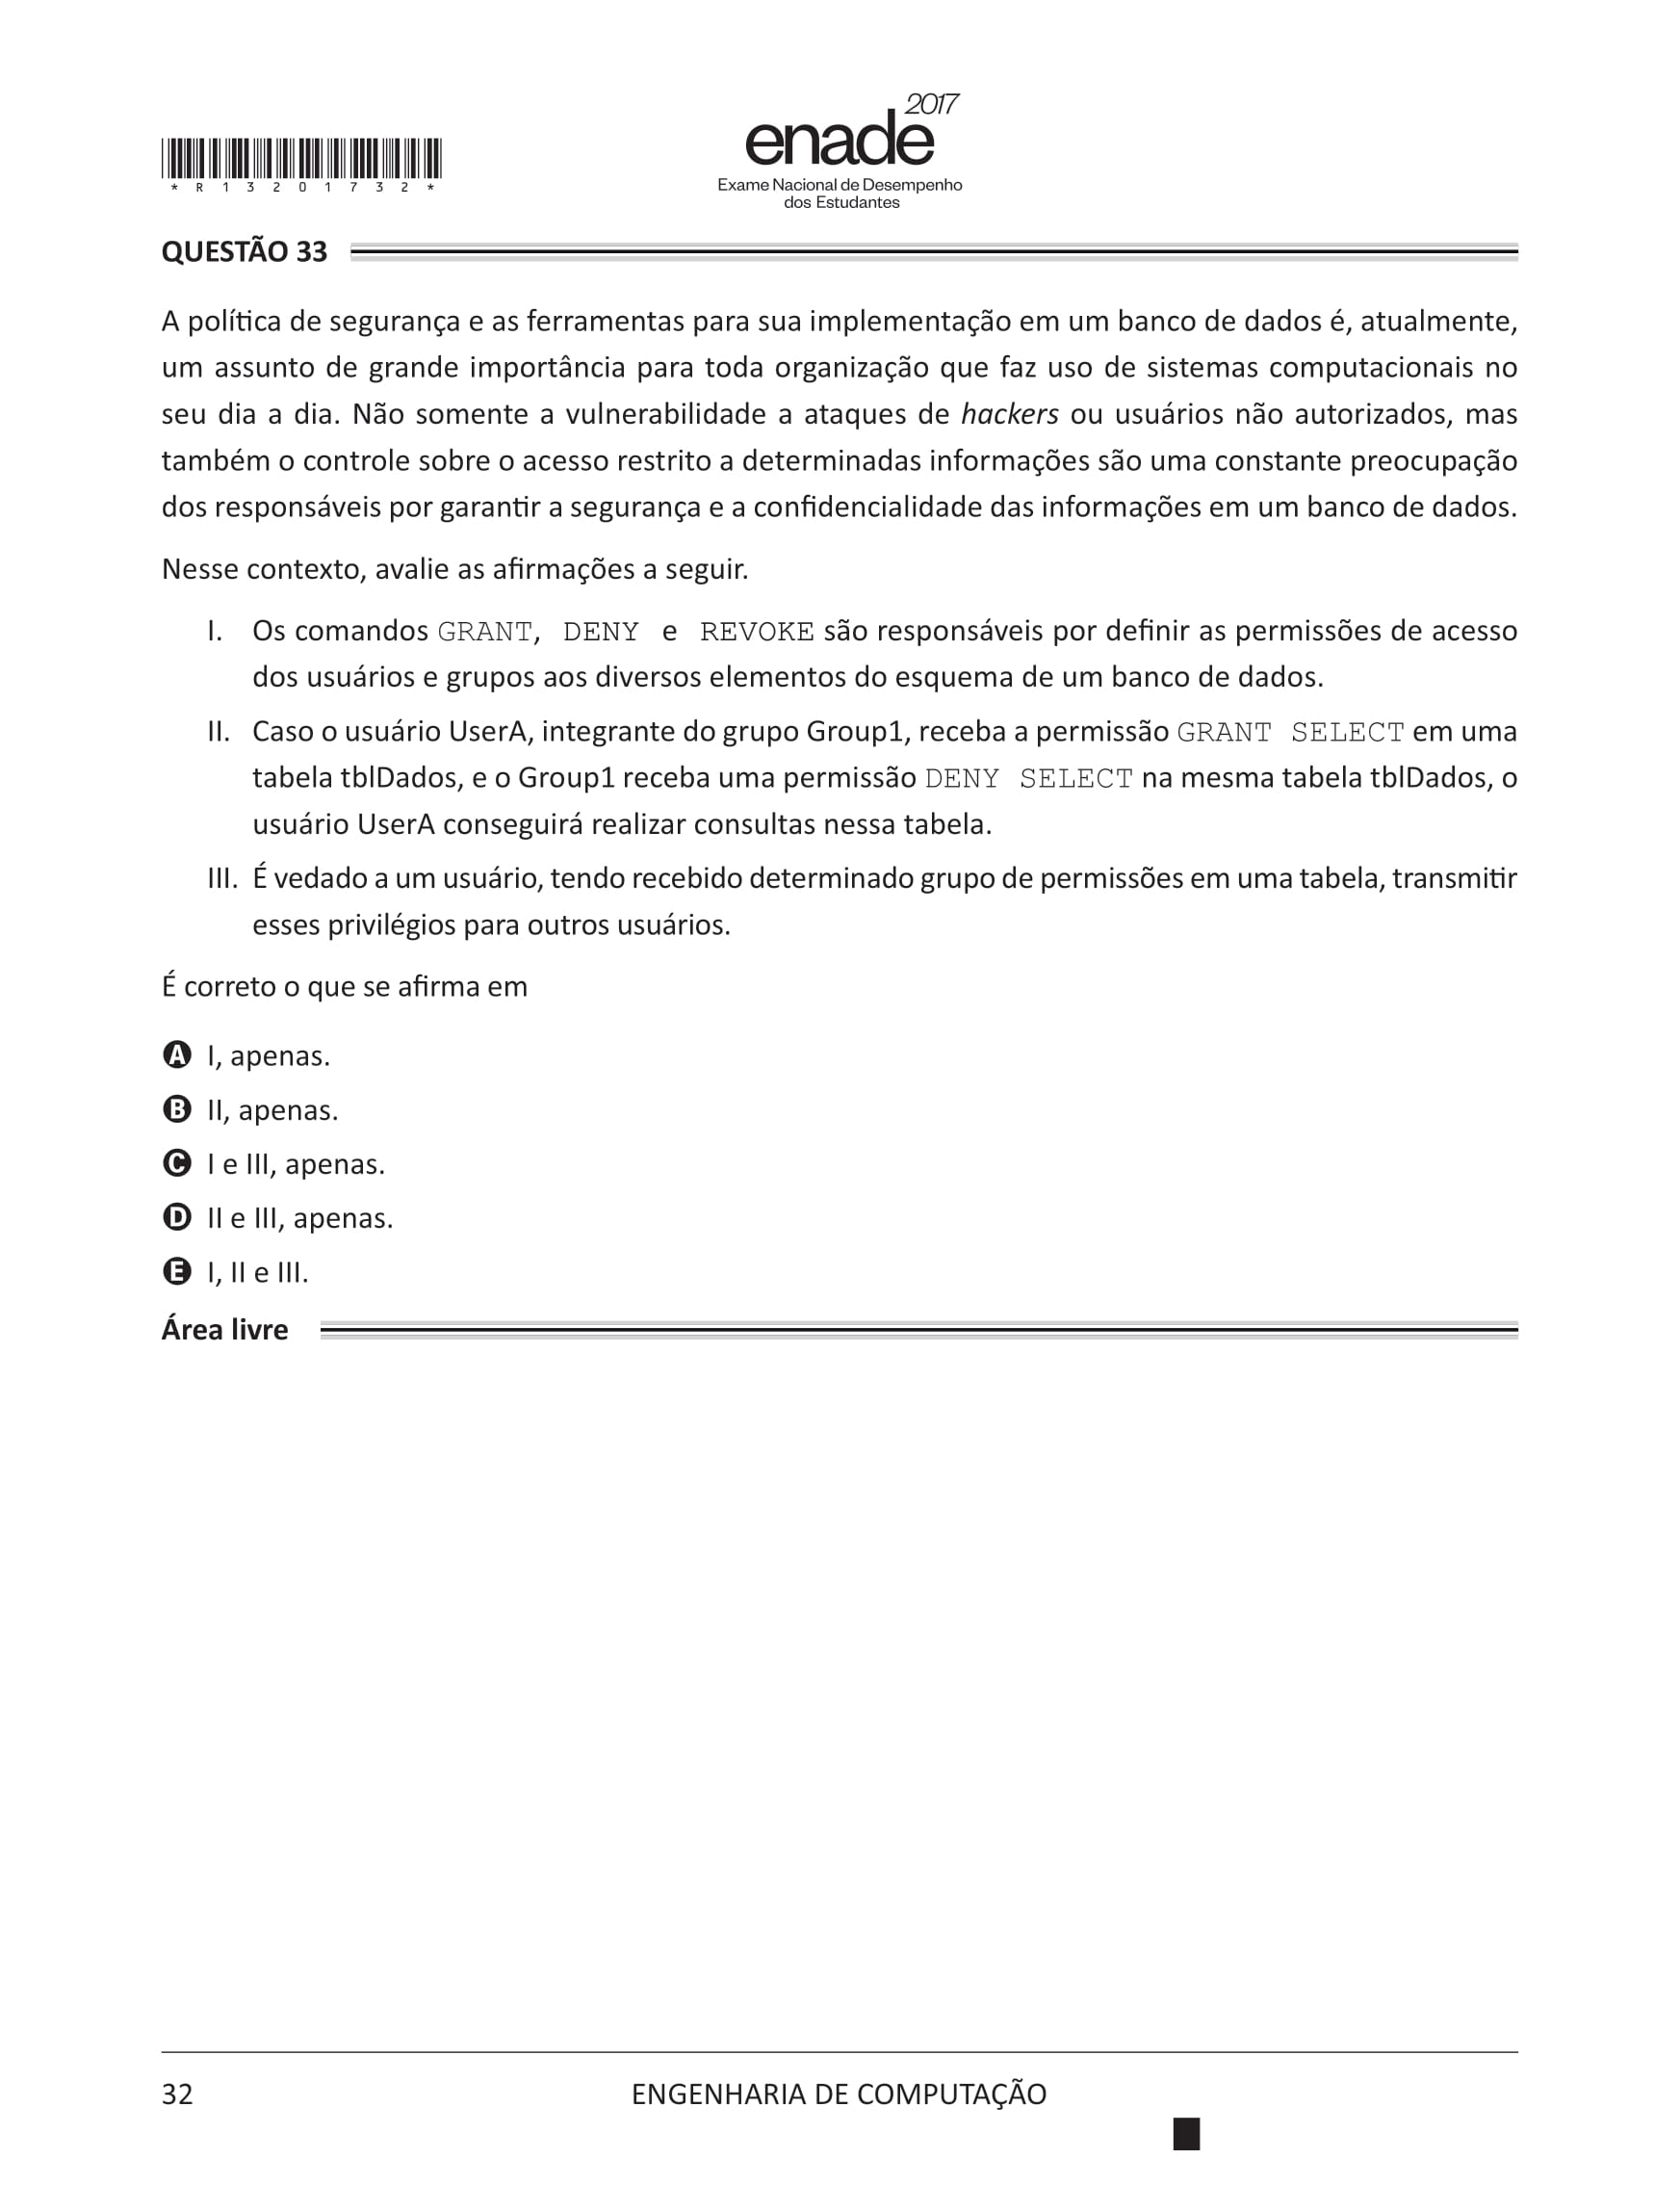 2017
enade
Exame Nacional de Desempenho
dos Estudantes
* R 1 3 2 0 1 7 3 2 *
QUESTÃO 33
A política de segurança e as ferramentas para sua implementação em um banco de dados é, atualmente,
um assunto de grande importância para toda organização que faz uso de sistemas computacionais no
seu dia a dia. Não somente a vulnerabilidade a ataques de hackers ou usuários não autorizados, mas
também o controle sobre o acesso restrito a determinadas informações são uma constante preocupação
dos responsáveis por garantir a segurança e a confidencialidade das informações em um banco de dados.
Nesse contexto, avalie as afirmações a seguir.
I. Os comandos GRANT, DENY e REVOKE são responsáveis por definir as permissões de acesso
dos usuários e grupos aos diversos elementos do esquema de um banco de dados.
II. Caso o usuário UserA, integrante do grupo Group1, receba a permissão GRANT SELECT em uma
tabela tblDados, e o Group1 receba uma permissão DENY SELECT na mesma tabela tblDados, o
usuário UserA conseguirá realizar consultas nessa tabela.
III. É vedado a um usuário, tendo recebido determinado grupo de permissões em uma tabela, transmitir
esses privilégios para outros usuários.
É correto o que se afirma em
A I, apenas.
B II, apenas.
C I e III, apenas.
D II e III, apenas.
E I, II e III.
Área livre
32
ENGENHARIA DE COMPUTAÇÃO